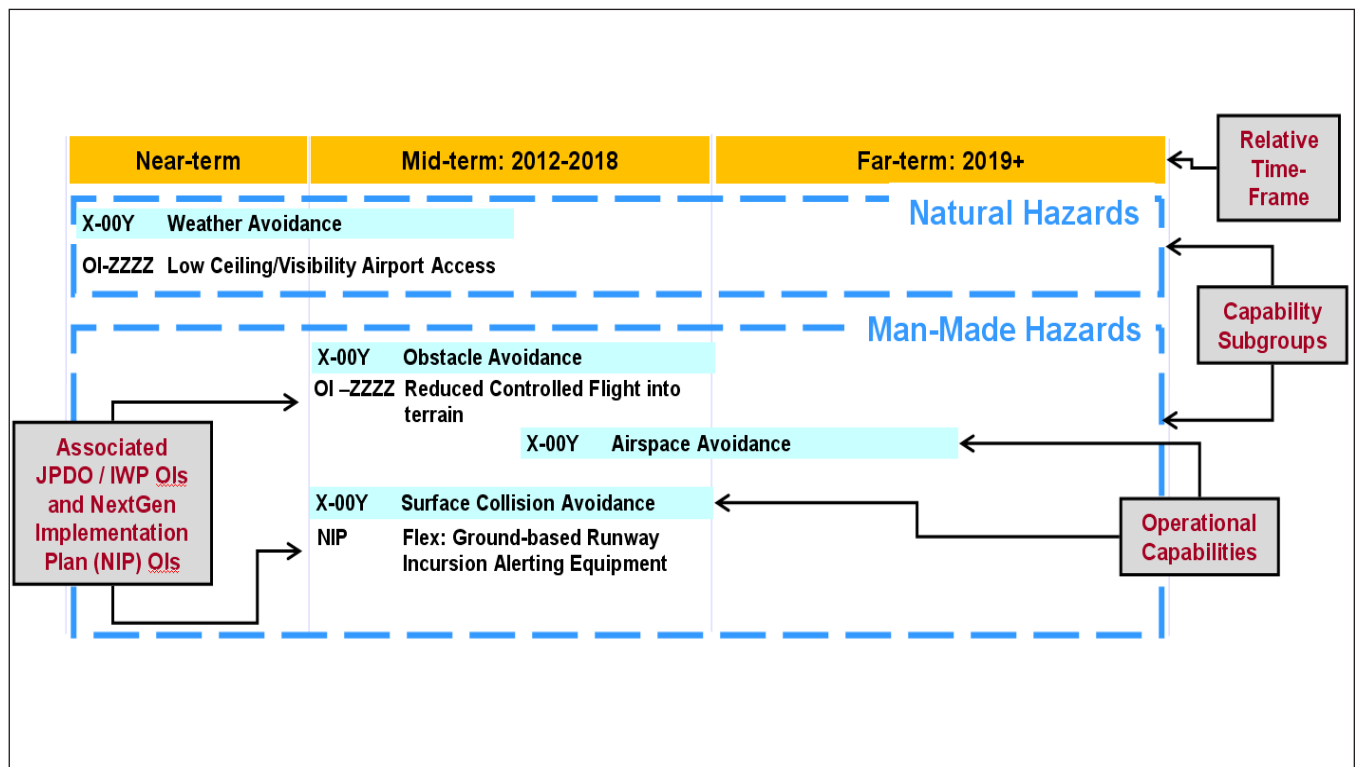 Near-term Mid-term: 2012-2018 Far-term: 2019+
Relative
Time-
Frame
Natural Hazards
X-00Y Weather Avoidance
OI-ZZZZ Low Ceiling/Visibility Airport Access
Capability
Subgroups
Man-Made Hazards
X-00Y Obstacle Avoidance
OI –ZZZZ Reduced Controlled Flight into
terrain
X-00Y Airspace Avoidance
Associated
JPDO / IWP OIs
and NextGen
Implementation
Plan (NIP) OIs
X-00Y Surface Collision Avoidance
NIP Flex: Ground-based Runway
Incursion Alerting Equipment
Operational
Capabilities